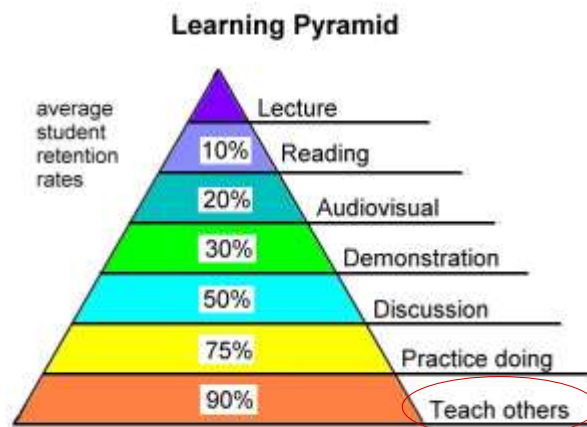 Learning Pyramid
average
student
retention
rates
Lecture
10% Reading
20% Audiovisual
30% Demonstration
50% Discussion
75% Practice doing
90% Teach others